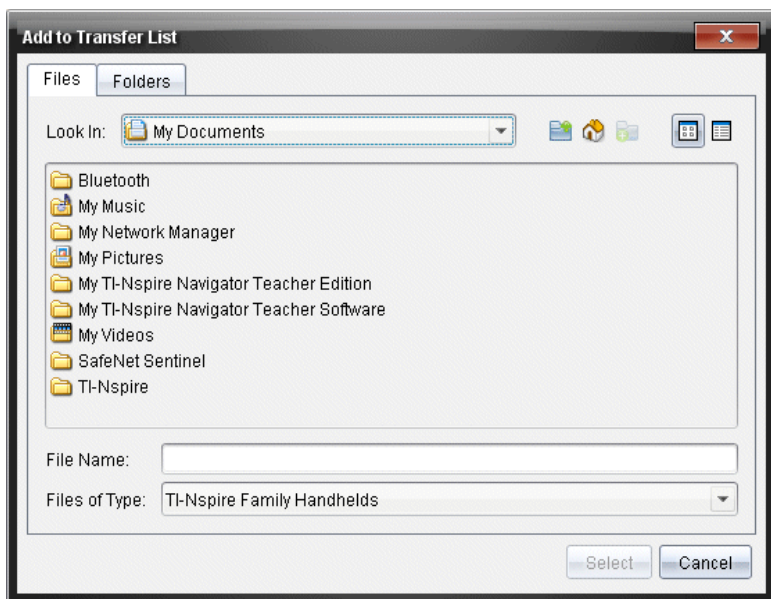 Add to Transfer List
Files Folders
Look In: My Documents
Bluetooth
My Music
My Network Manager
My Pictures
My TI-Nspire Navigator Teacher Edition
My TI-Nspire Navigator Teacher Software
My Videos
SafeNet Sentinel
TI-Nspire
File Name:
Files of Type: TI-Nspire Family Handhelds
Select Cancel